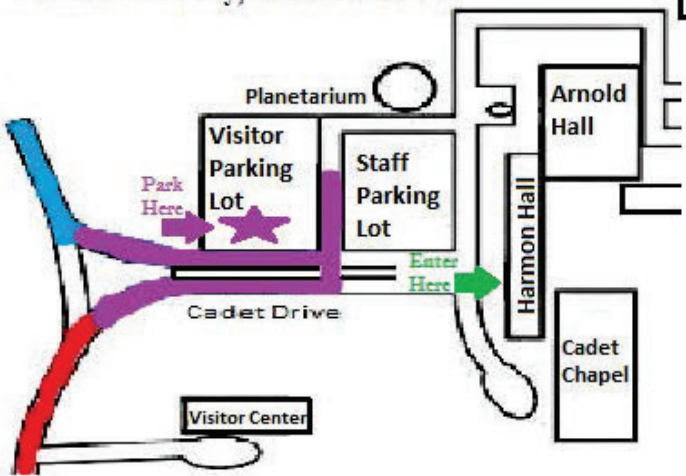 Planetarium
Visitor
Parking
Lot
Staff
Parking
Lot
Arnold
Hall
Park
Here
Enter
Here
Harmon Hall
Cadet Drive
Cadet
Chapel
Visitor Center